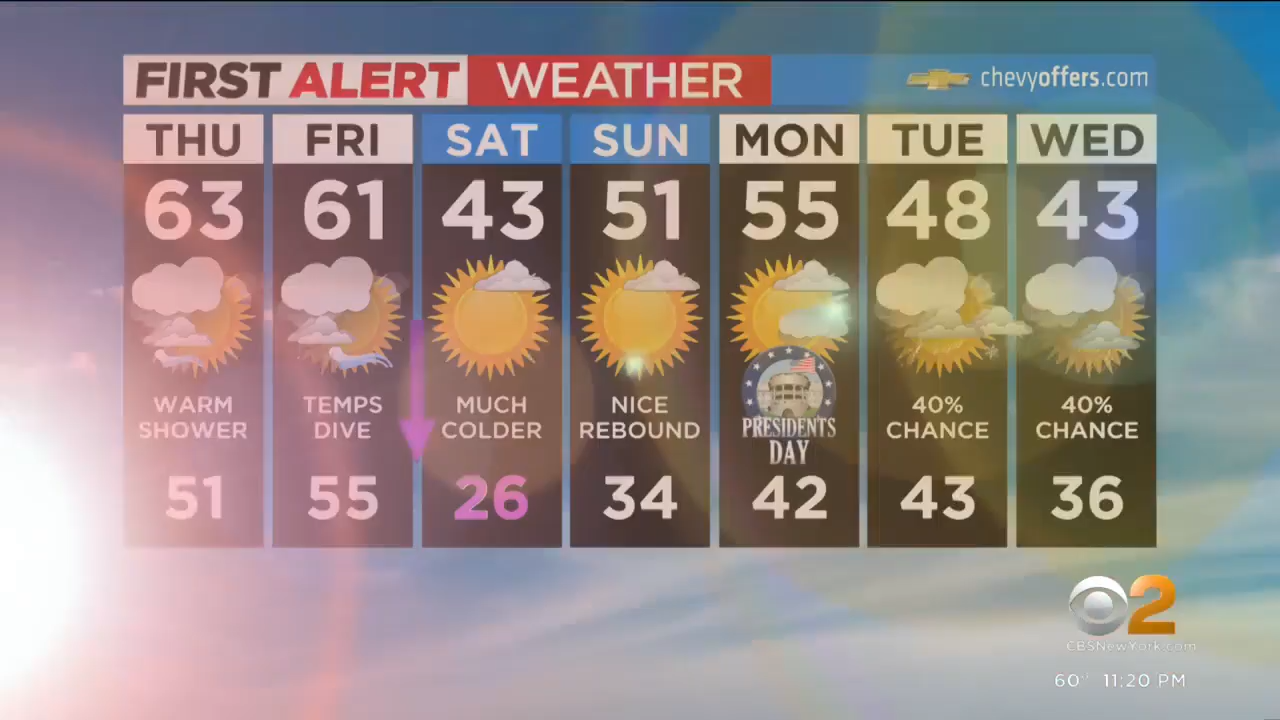 FIRST ALERT WEATHER
chevyoffers.com
THU FRI SAT SUN MON TUE WED
63 61 43 51 55 48 43
WARM SHOWER
TEMPS DIVE
MUCH COLDER
NICE REBOUND
PRESIDENTS DAY
40% CHANCE
40% CHANCE
51 55 26 34 42 43 36
2
CBSNewYork.com
60° 11:20 PM